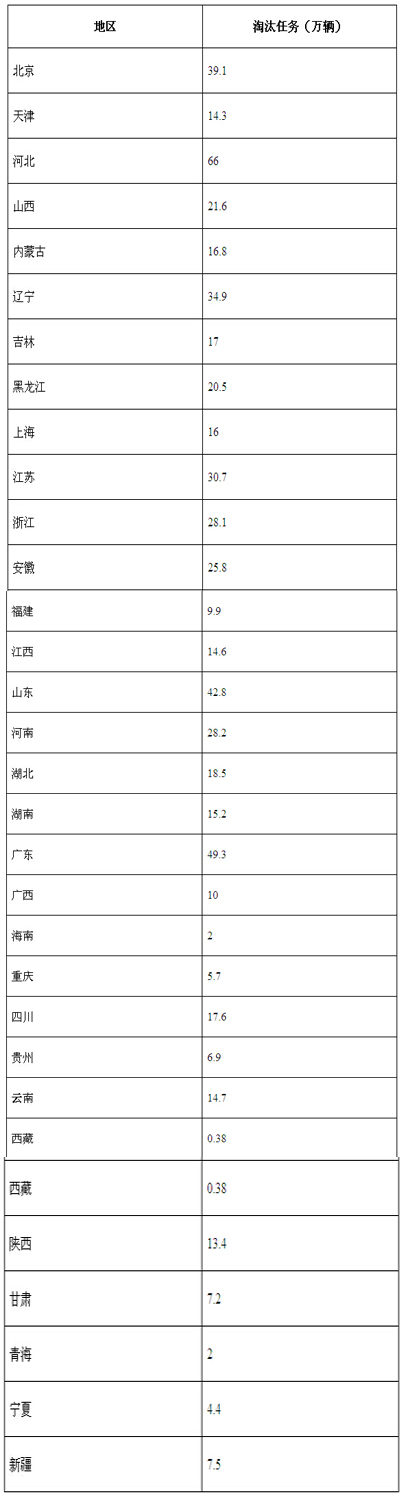 地区 淘汰任务（万辆）
北京 39.1
天津 14.3
河北 66
山西 21.6
内蒙古 16.8
辽宁 34.9
吉林 17
黑龙江 20.5
上海 16
江苏 30.7
浙江 28.1
安徽 25.8
福建 9.9
江西 14.6
山东 42.8
河南 28.2
湖北 18.5
湖南 15.2
广东 49.3
广西 10
海南 2
重庆 5.7
四川 17.6
贵州 6.9
云南 14.7
西藏 0.38
西藏 0.38
陕西 13.4
甘肃 7.2
青海 2
宁夏 4.4
新疆 7.5